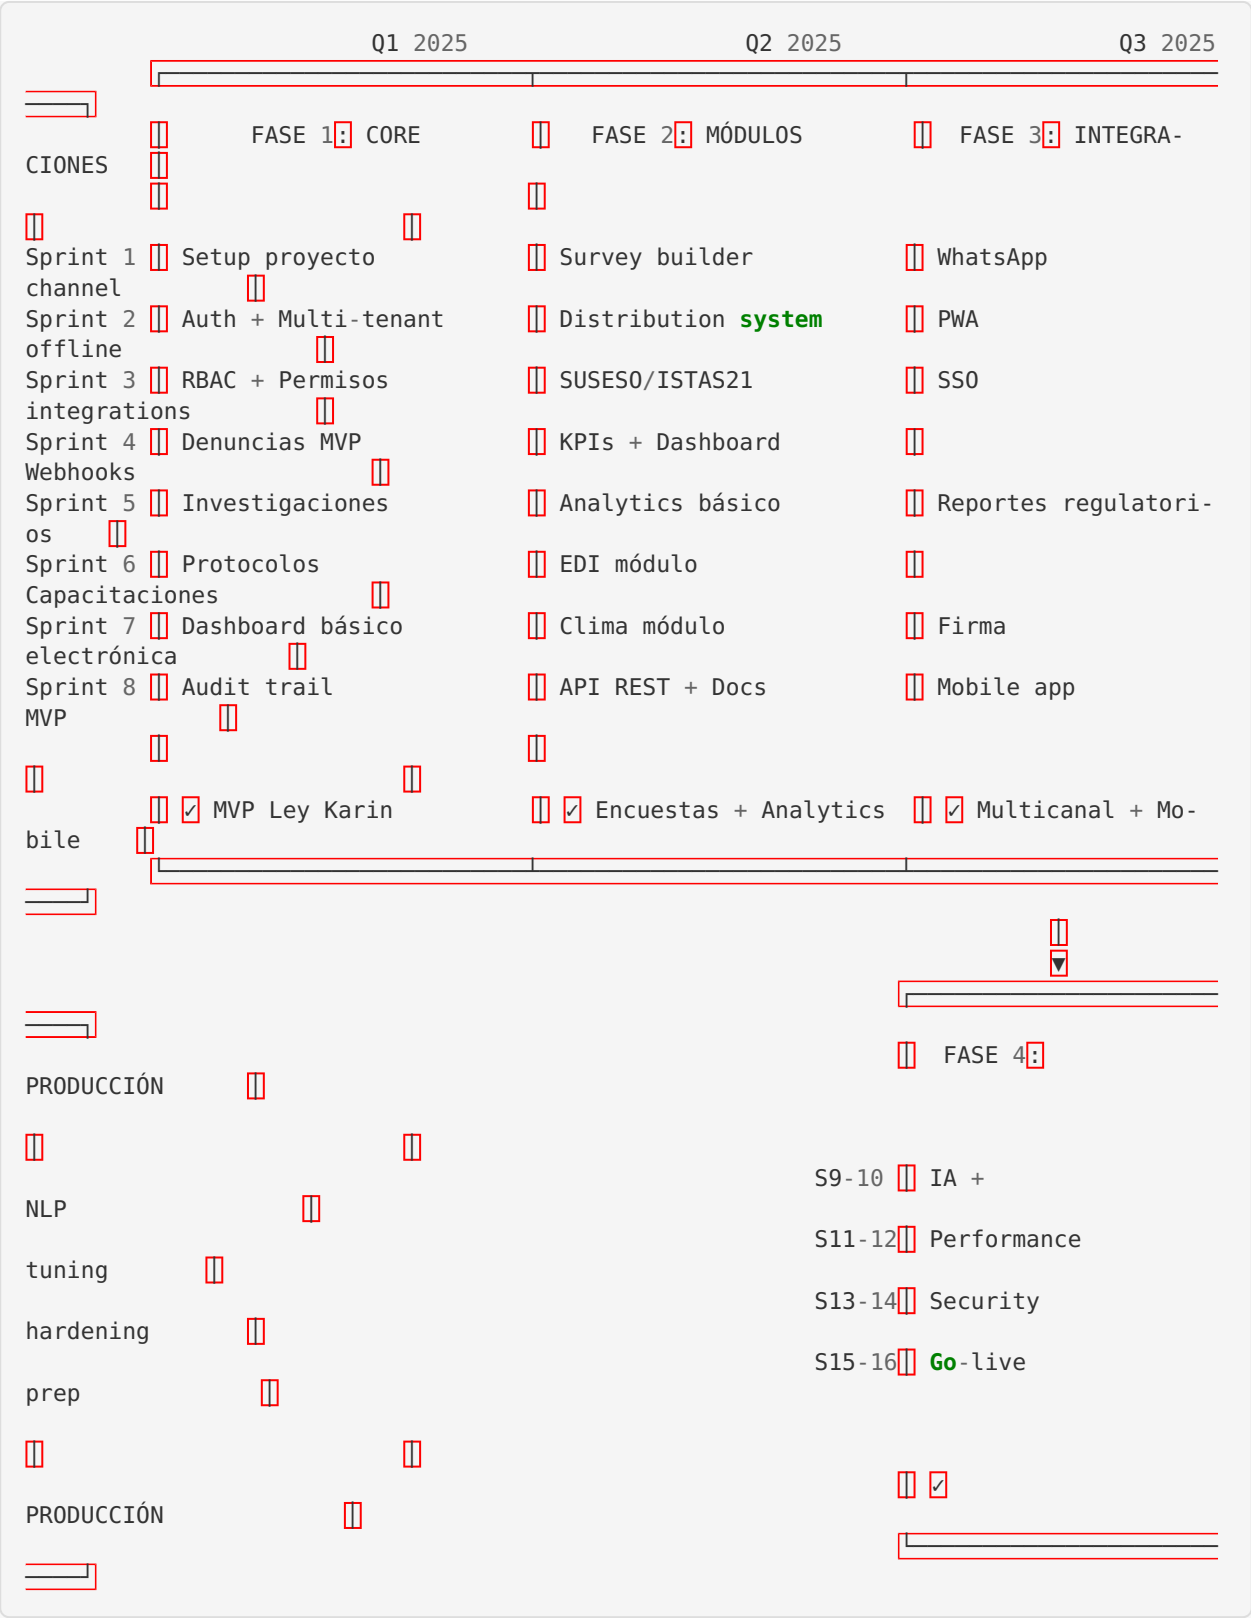 Q1 2025 Q2 2025 Q3 2025
┌──────────────────────────┬──────────────────────────┬──────────────────────
────┐
│ FASE 1: CORE │ FASE 2: MÓDULOS │ FASE 3: INTEGRA-
CIONES │
│ │
│ │
Sprint 1 │ Setup proyecto │ Survey builder │ WhatsApp
channel │
Sprint 2 │ Auth + Multi-tenant │ Distribution system │ PWA
offline │
Sprint 3 │ RBAC + Permisos │ SUSESO/ISTAS21 │ SSO
integrations │
Sprint 4 │ Denuncias MVP │ KPIs + Dashboard │
Webhooks │
Sprint 5 │ Investigaciones │ Analytics básico │ Reportes regulatori-
os │
Sprint 6 │ Protocolos │ EDI módulo │
Capacitaciones │
Sprint 7 │ Dashboard básico │ Clima módulo │ Firma
electrónica │
Sprint 8 │ Audit trail │ API REST + Docs │ Mobile app
MVP │
│ │
│ │
│ ✓ MVP Ley Karin │ ✓ Encuestas + Analytics │ ✓ Multicanal + Mo-
bile │
└──────────────────────────┴──────────────────────────┴──────────────────────
────┘
│
▼
┌──────────────────────
────┐
│ FASE 4:
PRODUCCIÓN │
│ │
S9-10 │ IA +
NLP │
S11-12│ Performance
tuning │
S13-14│ Security
hardening │
S15-16│ Go-live
prep │
│ │
│ ✓
PRODUCCIÓN │
└──────────────────────
────┘